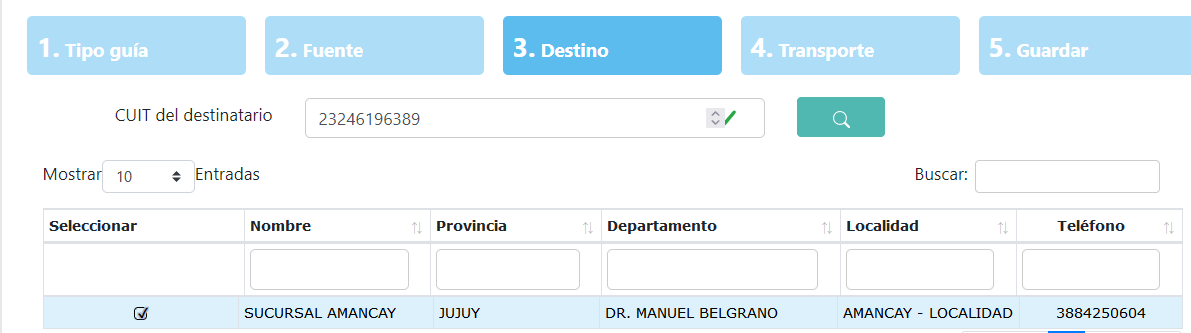 1. Tipo guía 2. Fuente 3. Destino 4. Transporte 5. Guardar
CUIT del destinatario 23246196389
Mostrar 10 Entradas Buscar:
Seleccionar Nombre Provincia Departamento Localidad Teléfono
SUCURSAL AMANCAY JUJUY DR. MANUEL BELGRANO AMANCAY - LOCALIDAD 3884250604